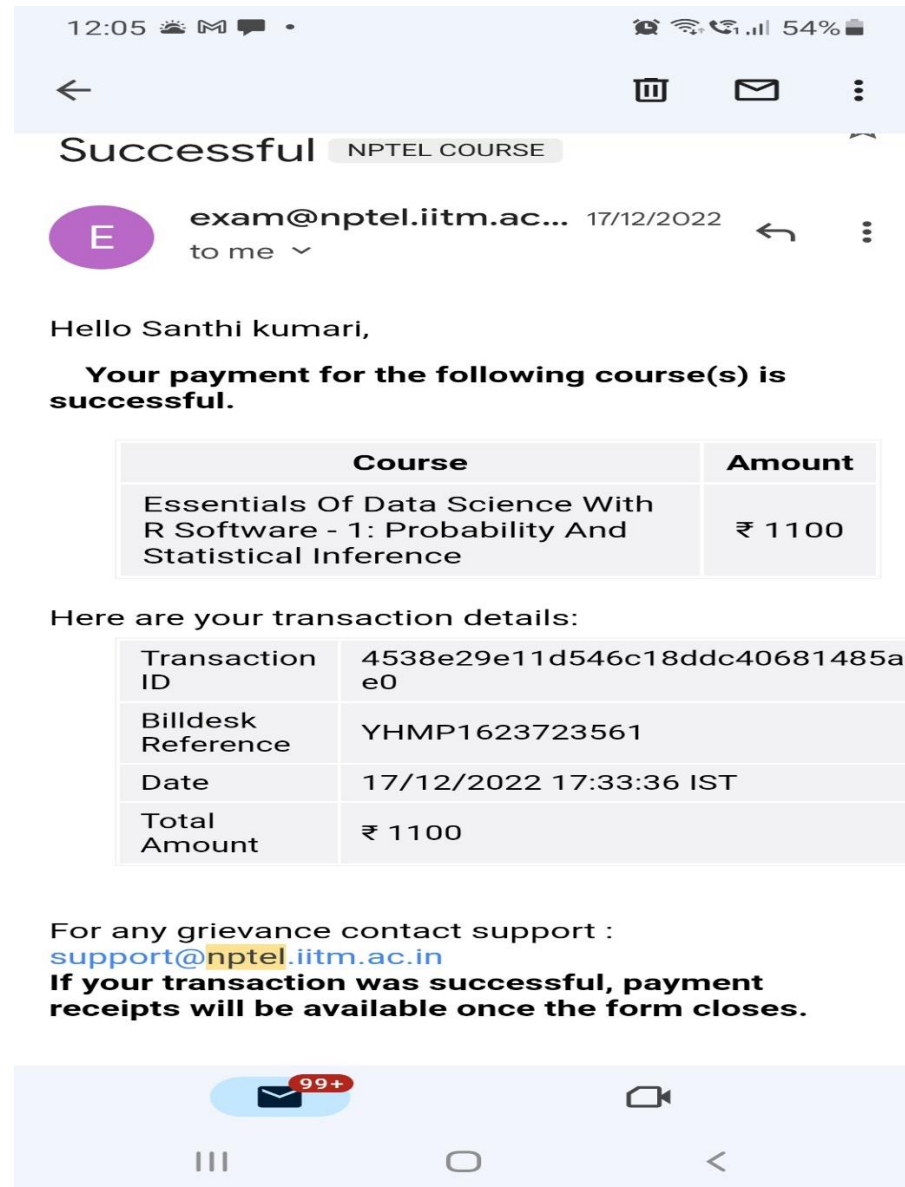 12:05
54%
Successful NPTEL COURSE
E
exam@nptel.iitm.ac... 17/12/2022
to me
Hello Santhi kumari,
Your payment for the following course(s) is
successful.
Course Amount
Essentials Of Data Science With
R Software - 1: Probability And
Statistical Inference
₹ 1100
Here are your transaction details:
Transaction
ID
4538e29e11d546c18ddc40681485a
e0
Billdesk
Reference
YHMP1623723561
Date 17/12/2022 17:33:36 IST
Total
Amount
₹ 1100
For any grievance contact support :
support@nptel.iitm.ac.in
If your transaction was successful, payment
receipts will be available once the form closes.
99+